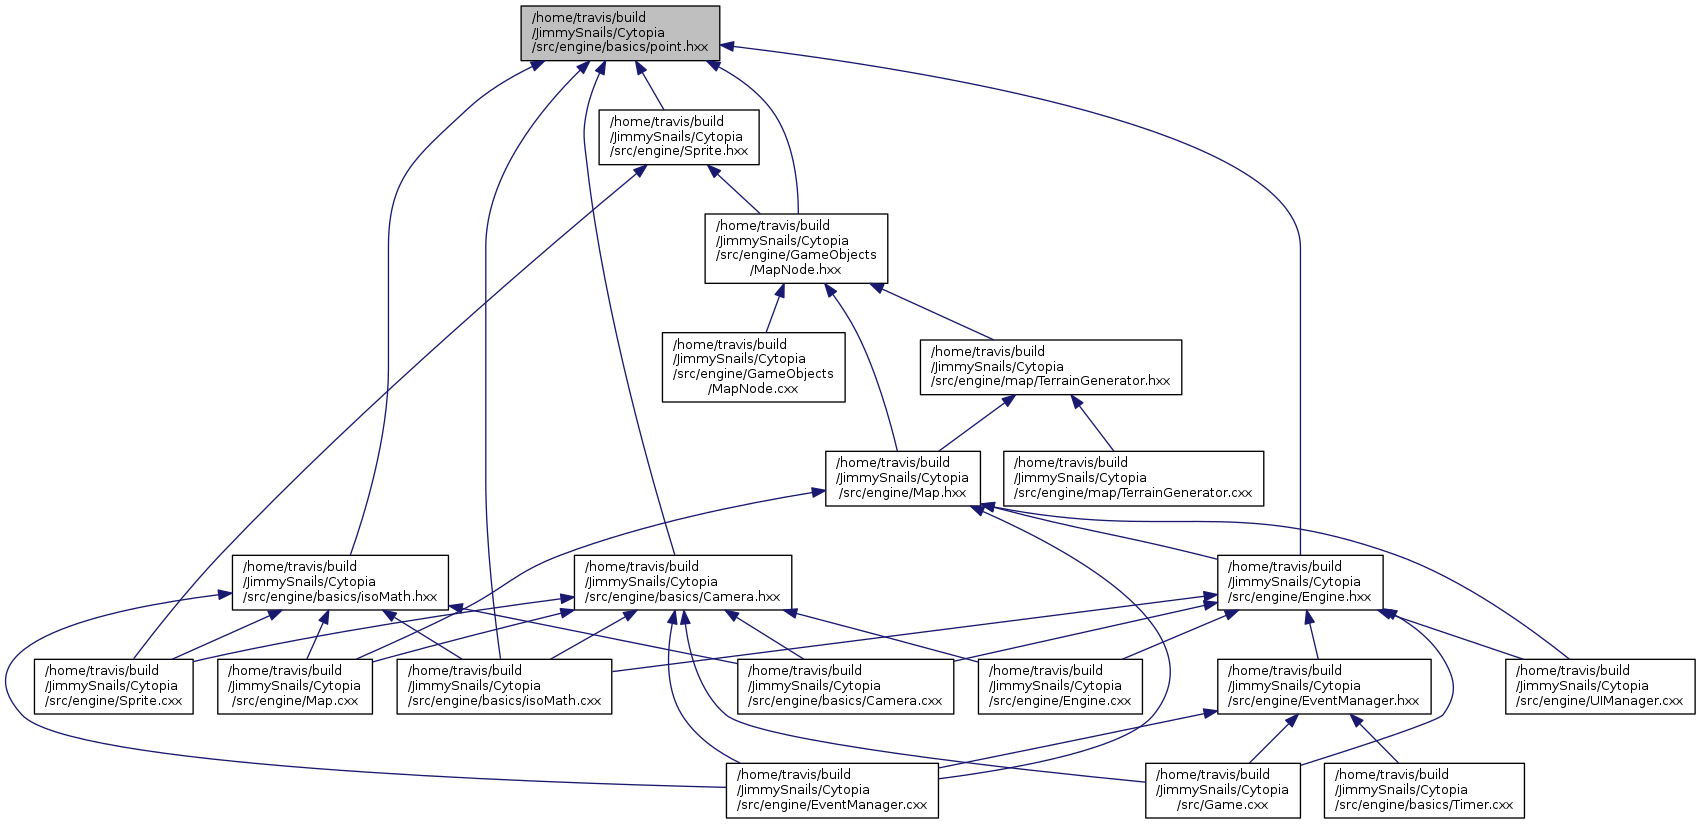 /home/travis/build
/JimmySnails/Cytopia
/src/engine/basics/point.hxx
/home/travis/build
/JimmySnails/Cytopia
/src/engine/Sprite.hxx
/home/travis/build
/JimmySnails/Cytopia
/src/engine/GameObjects
/MapNode.hxx
/home/travis/build
/JimmySnails/Cytopia
/src/engine/GameObjects
/MapNode.cxx
/home/travis/build
/JimmySnails/Cytopia
/src/engine/map/TerrainGenerator.hxx
/home/travis/build
/JimmySnails/Cytopia
/src/engine/Map.hxx
/home/travis/build
/JimmySnails/Cytopia
/src/engine/map/TerrainGenerator.cxx
/home/travis/build
/JimmySnails/Cytopia
/src/engine/basics/isoMath.hxx
/home/travis/build
/JimmySnails/Cytopia
/src/engine/basics/Camera.hxx
/home/travis/build
/JimmySnails/Cytopia
/src/engine/Engine.hxx
/home/travis/build
/JimmySnails/Cytopia
/src/engine/Sprite.cxx
/home/travis/build
/JimmySnails/Cytopia
/src/engine/Map.cxx
/home/travis/build
/JimmySnails/Cytopia
/src/engine/basics/isoMath.cxx
/home/travis/build
/JimmySnails/Cytopia
/src/engine/basics/Camera.cxx
/home/travis/build
/JimmySnails/Cytopia
/src/engine/Engine.cxx
/home/travis/build
/JimmySnails/Cytopia
/src/engine/EventManager.hxx
/home/travis/build
/JimmySnails/Cytopia
/src/engine/UIManager.cxx
/home/travis/build
/JimmySnails/Cytopia
/src/engine/EventManager.cxx
/home/travis/build
/JimmySnails/Cytopia
/src/Game.cxx
/home/travis/build
/JimmySnails/Cytopia
/src/engine/basics/Timer.cxx